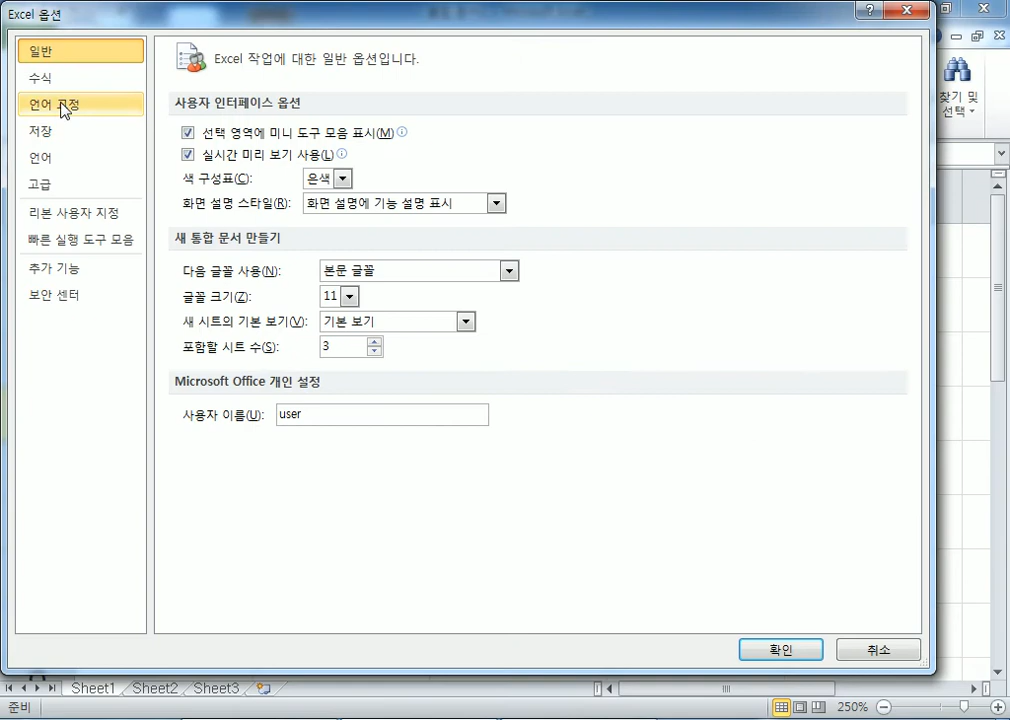 Excel 옵션
일반
수식
언어
저장
언어
고급
리본 사용자 지정
빠른 실행 도구 모음
추가 기능
보안 센터
Excel 작업에 대한 일반 옵션입니다.
사용자 인터페이스 옵션
선택 영역에 미니 도구 모음 표시(M)
실시간 미리 보기 사용(L)
색 구성표(C): 은색
화면 설명 스타일(R): 화면 설명에 기능 설명 표시
새 통합 문서 만들기
다음 글꼴 사용(N): 본문 글꼴
글꼴 크기(Z): 11
새 시트의 기본 보기(V): 기본 보기
포함할 시트 수(S): 3
Microsoft Office 개인 설정
사용자 이름(U): user
확인 취소
찾기 및
선택
Sheet1 Sheet2 Sheet3
준비 250%